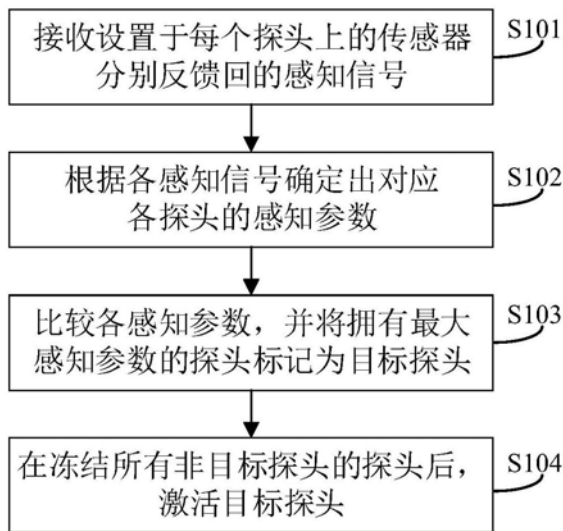 接收设置于每个探头上的传感器
分别反馈回的感知信号
S101
根据各感知信号确定出对应
各探头的感知参数
S102
比较各感知参数，并将拥有最大
感知参数的探头标记为目标探头
S103
在冻结所有非目标探头的探头后，
激活目标探头
S104